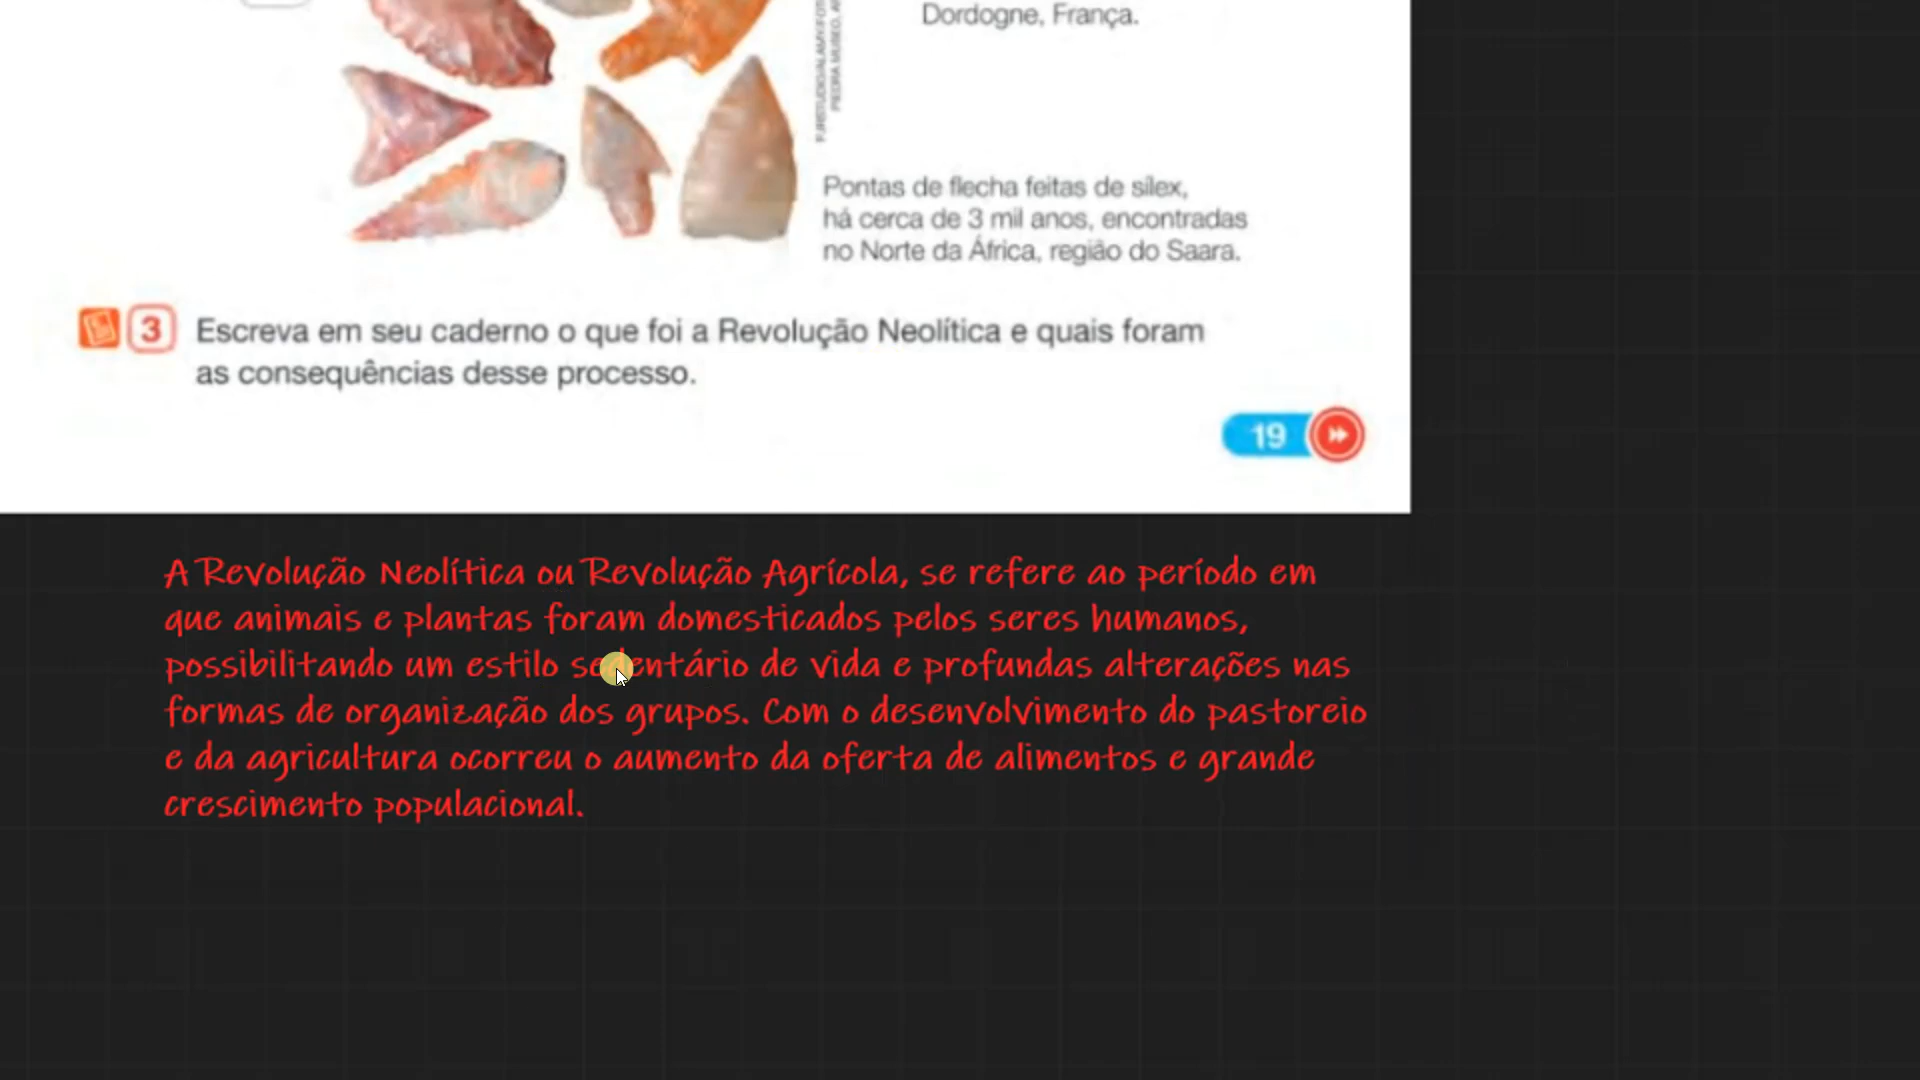 Dordogne, França.
Pontas de flecha feitas de sílex,
há cerca de 3 mil anos, encontradas
no Norte da África, região do Saara.
3 Escreva em seu caderno o que foi a Revolução Neolítica e quais foram
as consequências desse processo.
19
A Revolução Neolítica ou Revolução Agrícola, se refere ao período em
que animais e plantas foram domesticados pelos seres humanos,
possibilitando um estilo sedentário de vida e profundas alterações nas
formas de organização dos grupos. Com o desenvolvimento do pastoreio
e da agricultura ocorreu o aumento da oferta de alimentos e grande
crescimento populacional.